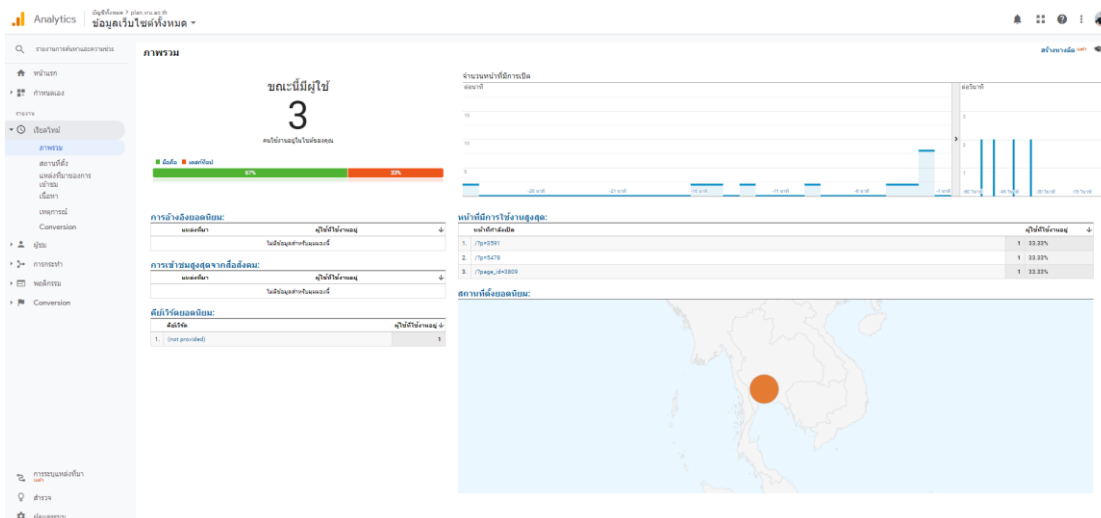 Analytics
บัญชีทั้งหมด > plan.vru.ac.th
ข้อมูลเว็บไซต์ทั้งหมด
หน้าแรก
กำหนดเอง
รายงาน
เรียลไทม์
ภาพรวม
สถานที่ตั้ง
แหล่งที่มาของการ
เข้าชม
เนื้อหา
เหตุการณ์
Conversion
ผู้ชม
การกระทำ
พฤติกรรม
Conversion
การระบุแหล่งที่มา
เบต้า
สำรวจ
ภาพรวม
ขณะนี้มีผู้ใช้
3
คนใช้งานอยู่ในไซต์ของคุณ
มือถือ เดสก์ท็อป
67% 33%
จำนวนหน้าที่มีการเปิด
ต่อนาที
ต่อวินาที
การอ้างอิงยอดนิยม:
แหล่งที่มา ผู้ใช้ที่ใช้งานอยู่
ไม่มีข้อมูลสำหรับมุมมองนี้
การเข้าชมสูงสุดจากสื่อสังคม:
แหล่งที่มา ผู้ใช้ที่ใช้งานอยู่
ไม่มีข้อมูลสำหรับมุมมองนี้
คีย์เวิร์ดยอดนิยม:
คีย์เวิร์ด ผู้ใช้ที่ใช้งานอยู่
1. (not provided) 1
หน้าที่มีการใช้งานสูงสุด:
หน้าที่กำลังเปิด ผู้ใช้ที่ใช้งานอยู่
1. /?p=3591 1 33.33%
2. /?p=5478 1 33.33%
3. /?page_id=3809 1 33.33%
สถานที่ตั้งยอดนิยม: